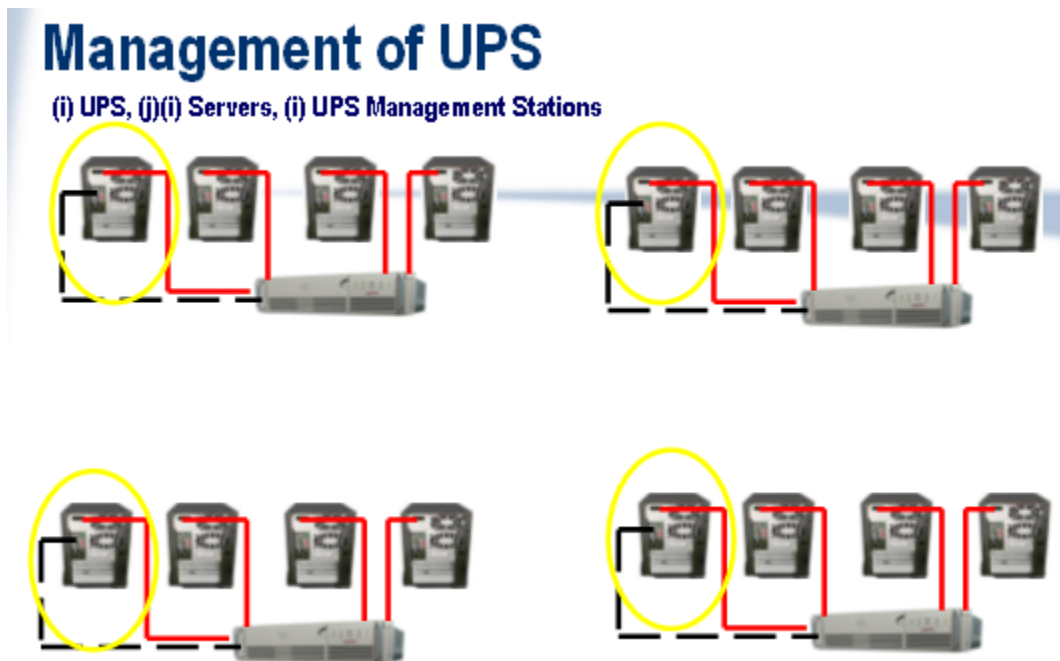 Management of UPS
(i) UPS, (j)(i) Servers, (i) UPS Management Stations